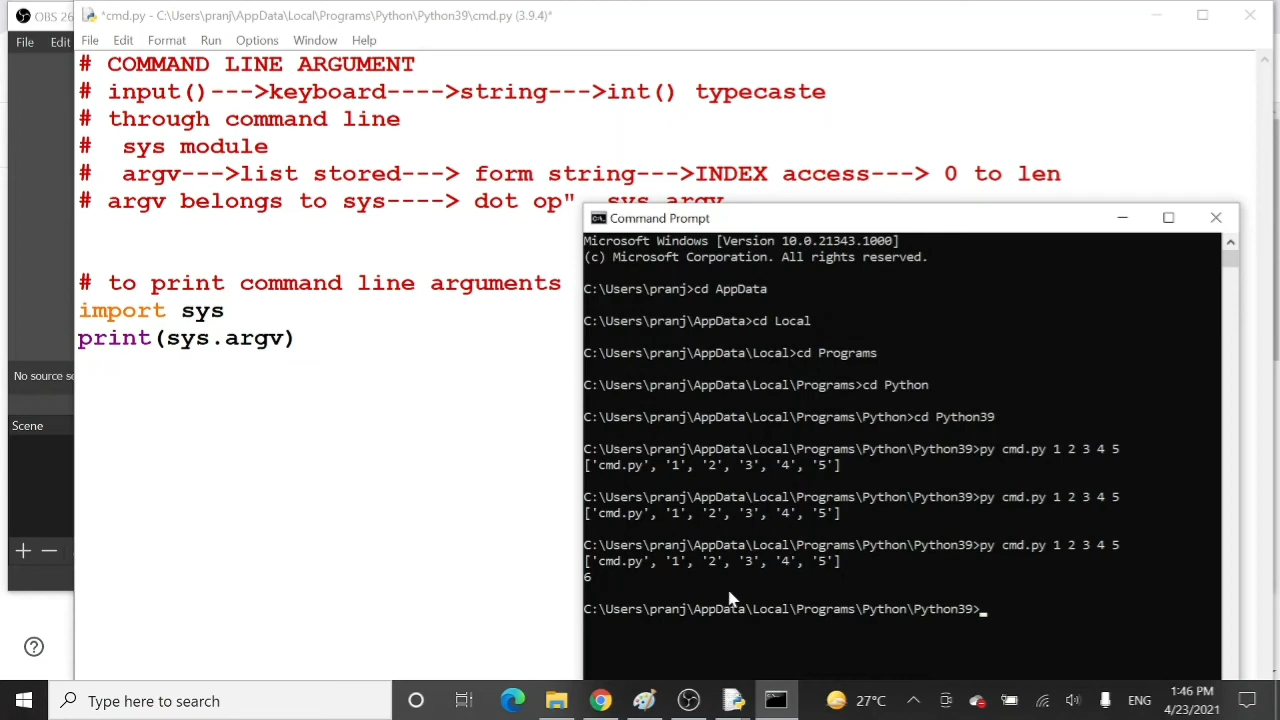 OBS 26
File Edit
*cmd.py - C:\Users\pranj\AppData\Local\Programs\Python\Python39\cmd.py (3.9.4)*
File Edit Format Run Options Window Help
# COMMAND LINE ARGUMENT
# input()--->keyboard---->string--->int() typecaste
# through command line
#  sys module
#  argv--->list stored---> form string--->INDEX access---> 0 to len
# argv belongs to sys----> dot op"  sys.argv
# to print command line arguments
import sys
print(sys.argv)
No source se
Scene
Command Prompt
Microsoft Windows [Version 10.0.21343.1000]
(c) Microsoft Corporation. All rights reserved.
C:\Users\pranj>cd AppData
C:\Users\pranj\AppData>cd Local
C:\Users\pranj\AppData\Local>cd Programs
C:\Users\pranj\AppData\Local\Programs>cd Python
C:\Users\pranj\AppData\Local\Programs\Python>cd Python39
C:\Users\pranj\AppData\Local\Programs\Python\Python39>py cmd.py 1 2 3 4 5
['cmd.py', '1', '2', '3', '4', '5']
C:\Users\pranj\AppData\Local\Programs\Python\Python39>py cmd.py 1 2 3 4 5
['cmd.py', '1', '2', '3', '4', '5']
C:\Users\pranj\AppData\Local\Programs\Python\Python39>py cmd.py 1 2 3 4 5
['cmd.py', '1', '2', '3', '4', '5']
6
C:\Users\pranj\AppData\Local\Programs\Python\Python39>
Type here to search
27°C
ENG
1:46 PM
4/23/2021